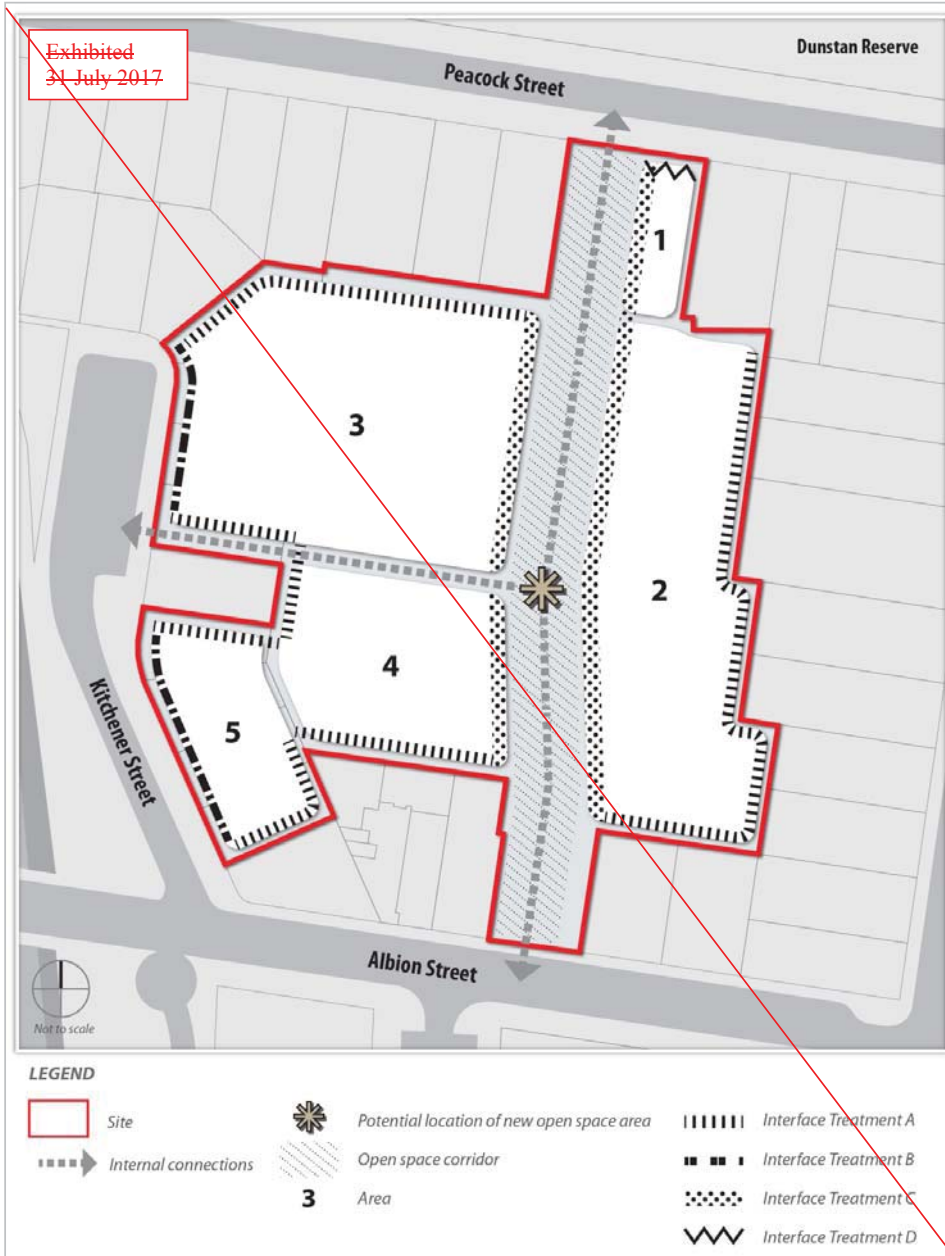 Exhibited
31 July 2017
Dunstan Reserve
Peacock Street
1
3
2
4
5
Kitchener Street
Albion Street
Not to scale
LEGEND
Site
Potential location of new open space area
Interface Treatment A
Internal connections
Open space corridor
Interface Treatment B
3
Area
Interface Treatment C
Interface Treatment D